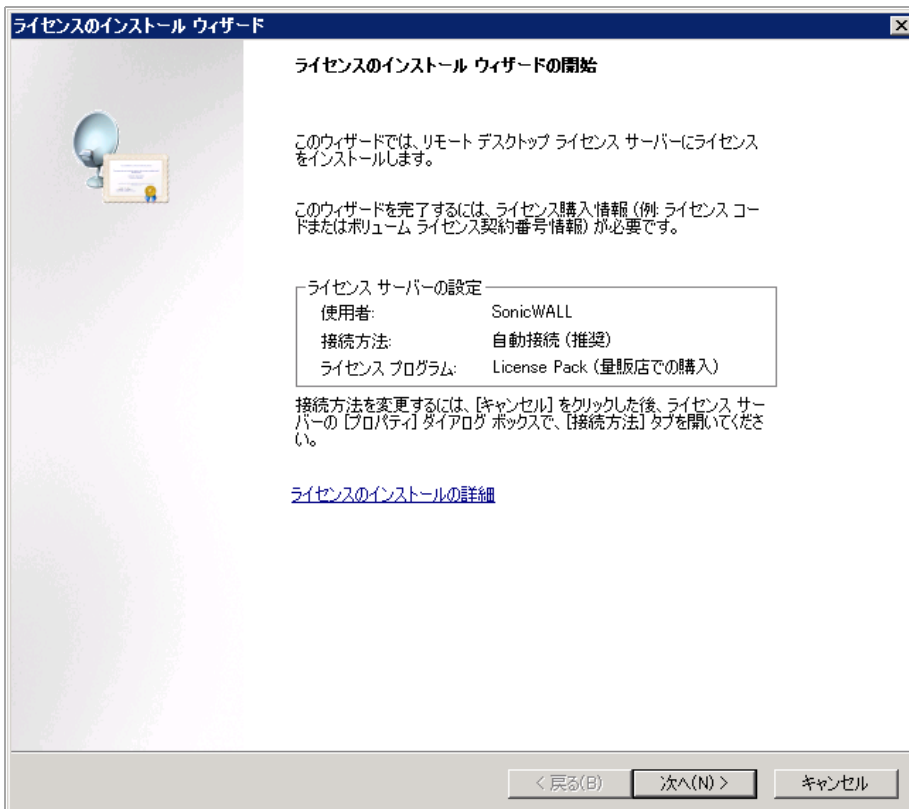 ライセンスのインストール ウィザード
ライセンスのインストール ウィザードの開始
このウィザードでは、リモート デスクトップ ライセンス サーバーにライセンス
をインストールします。
このウィザードを完了するには、ライセンス購入情報 (例: ライセンス コー
ドまたはボリューム ライセンス契約番号情報) が必要です。
ライセンス サーバーの設定
使用者: SonicWALL
接続方法: 自動接続 (推奨)
ライセンス プログラム: License Pack (量販店での購入)
接続方法を変更するには、[キャンセル] をクリックした後、ライセンス サー
バーの [プロパティ] ダイアログ ボックスで、[接続方法] タブを開いてくださ
い。
ライセンスのインストールの詳細
< 戻る(B) 次へ(N) > キャンセル